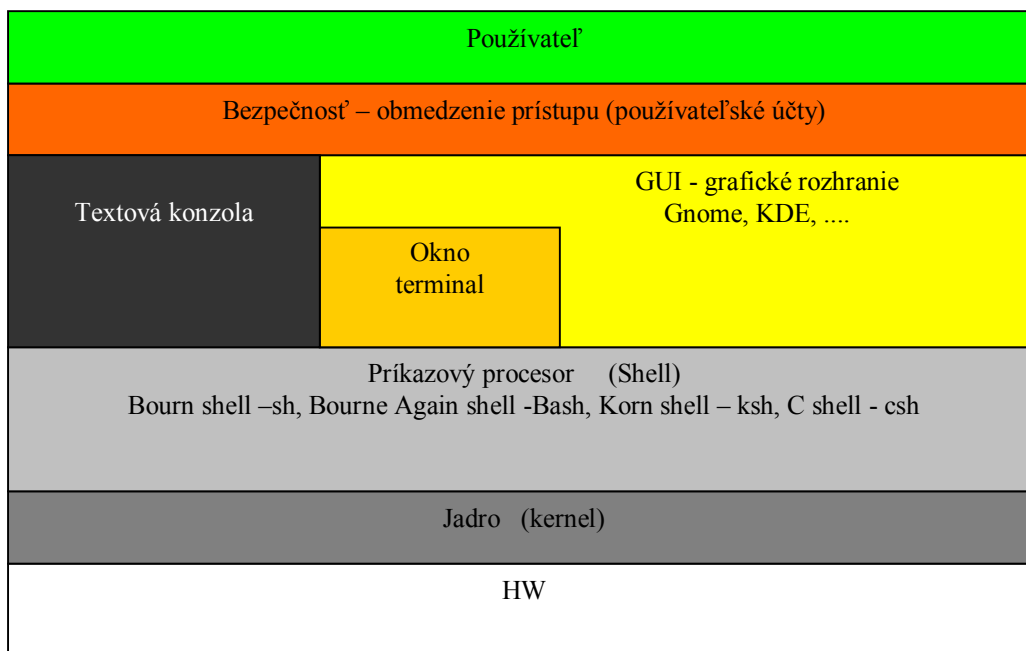 Používateľ
Bezpečnosť – obmedzenie prístupu (používateľské účty)
Textová konzola
GUI - grafické rozhranie
Gnome, KDE, ....
Okno
terminal
Príkazový procesor (Shell)
Bourn shell –sh, Bourne Again shell -Bash, Korn shell – ksh, C shell - csh
Jadro (kernel)
HW